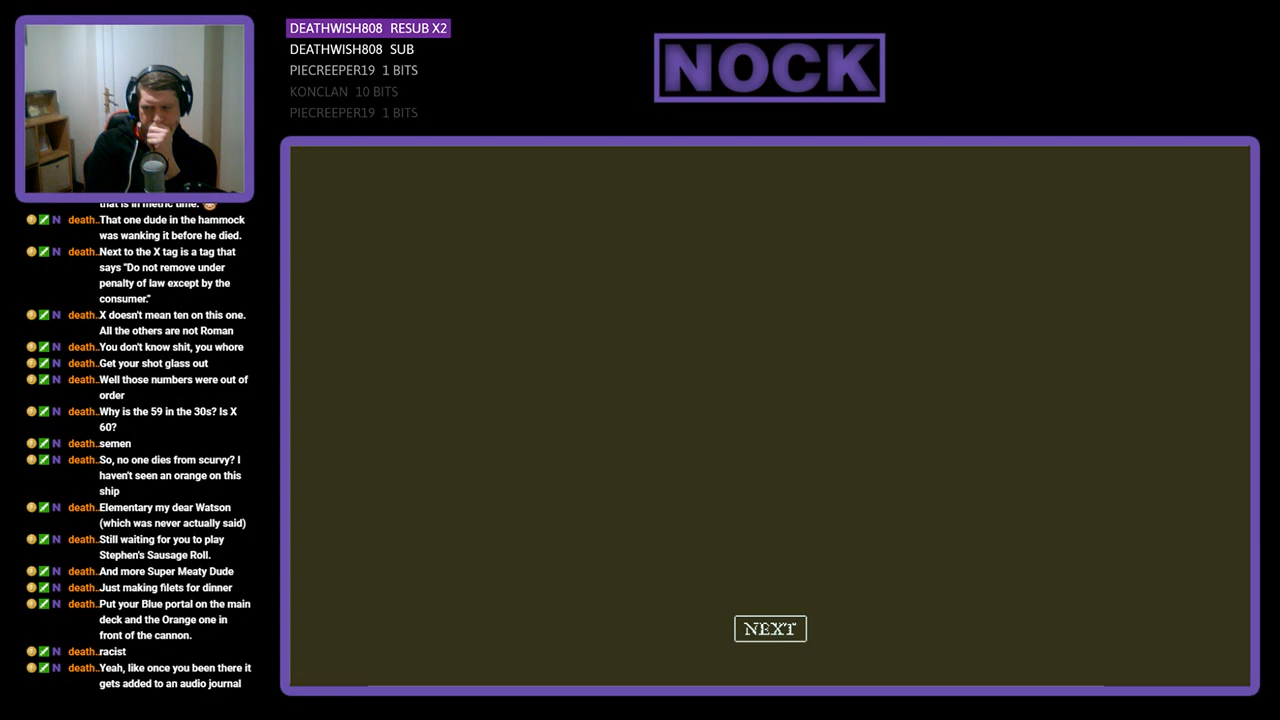 DEATHWISH808 RESUB X2
DEATHWISH808 SUB
PIECREEPER19 1 BITS
KONCLAN 10 BITS
PIECREEPER19 1 BITS
NOCK
that is in metric time.
death..That one dude in the hammock
was wanking it before he died.
death..Next to the X tag is a tag that
says "Do not remove under
penalty of law except by the
consumer."
death..X doesn't mean ten on this one.
All the others are not Roman
death..You don't know shit, you whore
death..Get your shot glass out
death..Well those numbers were out of
order
death..Why is the 59 in the 30s? Is X
60?
death..semen
death..So, no one dies from scurvy? I
haven't seen an orange on this
ship
death..Elementary my dear Watson
(which was never actually said)
death..Still waiting for you to play
Stephen's Sausage Roll.
death..And more Super Meaty Dude
death..Just making filets for dinner
death..Put your Blue portal on the main
deck and the Orange one in
front of the cannon.
death..racist
death..Yeah, like once you been there it
gets added to an audio journal
NEXT